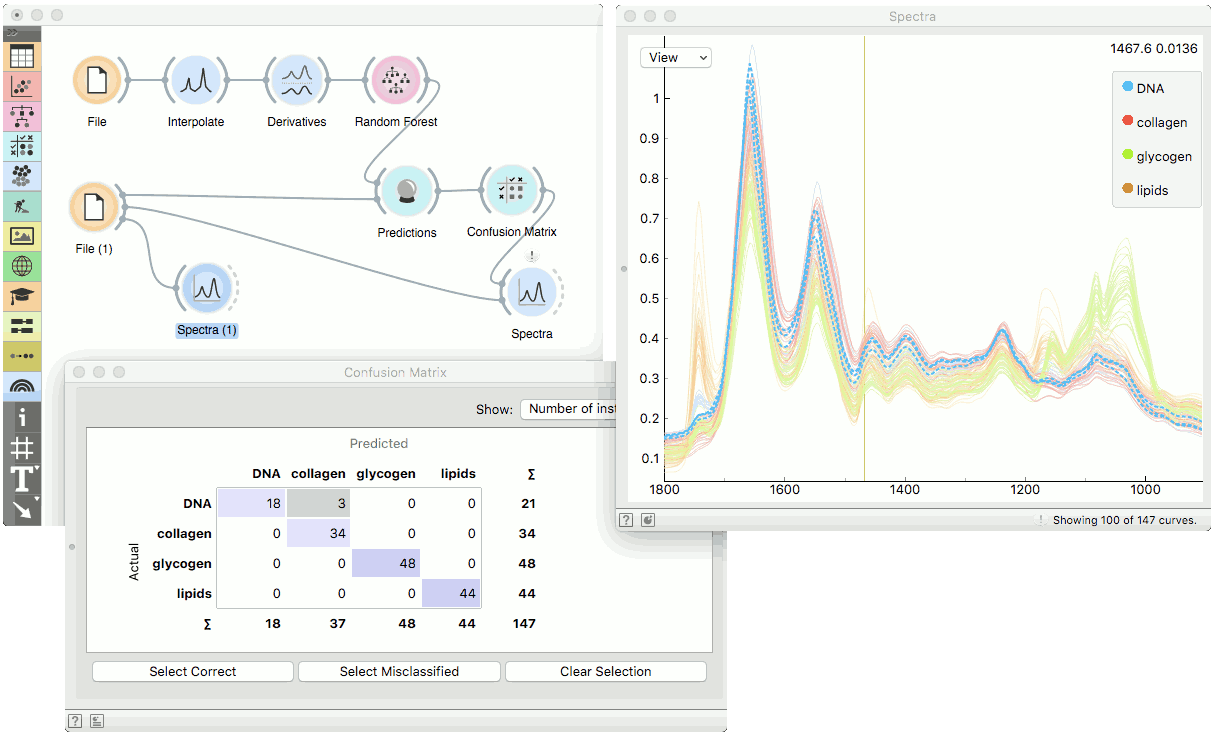 File
Interpolate
Derivatives
Random Forest
File (1)
Predictions
Confusion Matrix
Spectra (1)
Spectra
Spectra
View
1467.6 0.0136
DNA
collagen
glycogen
lipids
1
0.9
0.8
0.7
0.6
0.5
0.4
0.3
0.2
0.1
1800 1600 1400 1200 1000
Showing 100 of 147 curves.
Confusion Matrix
Show: Number of inst
Predicted
DNA collagen glycogen lipids Σ
Actual
DNA 18 3 0 0 21
collagen 0 34 0 0 34
glycogen 0 0 48 0 48
lipids 0 0 0 44 44
Σ 18 37 48 44 147
Select Correct Select Misclassified Clear Selection